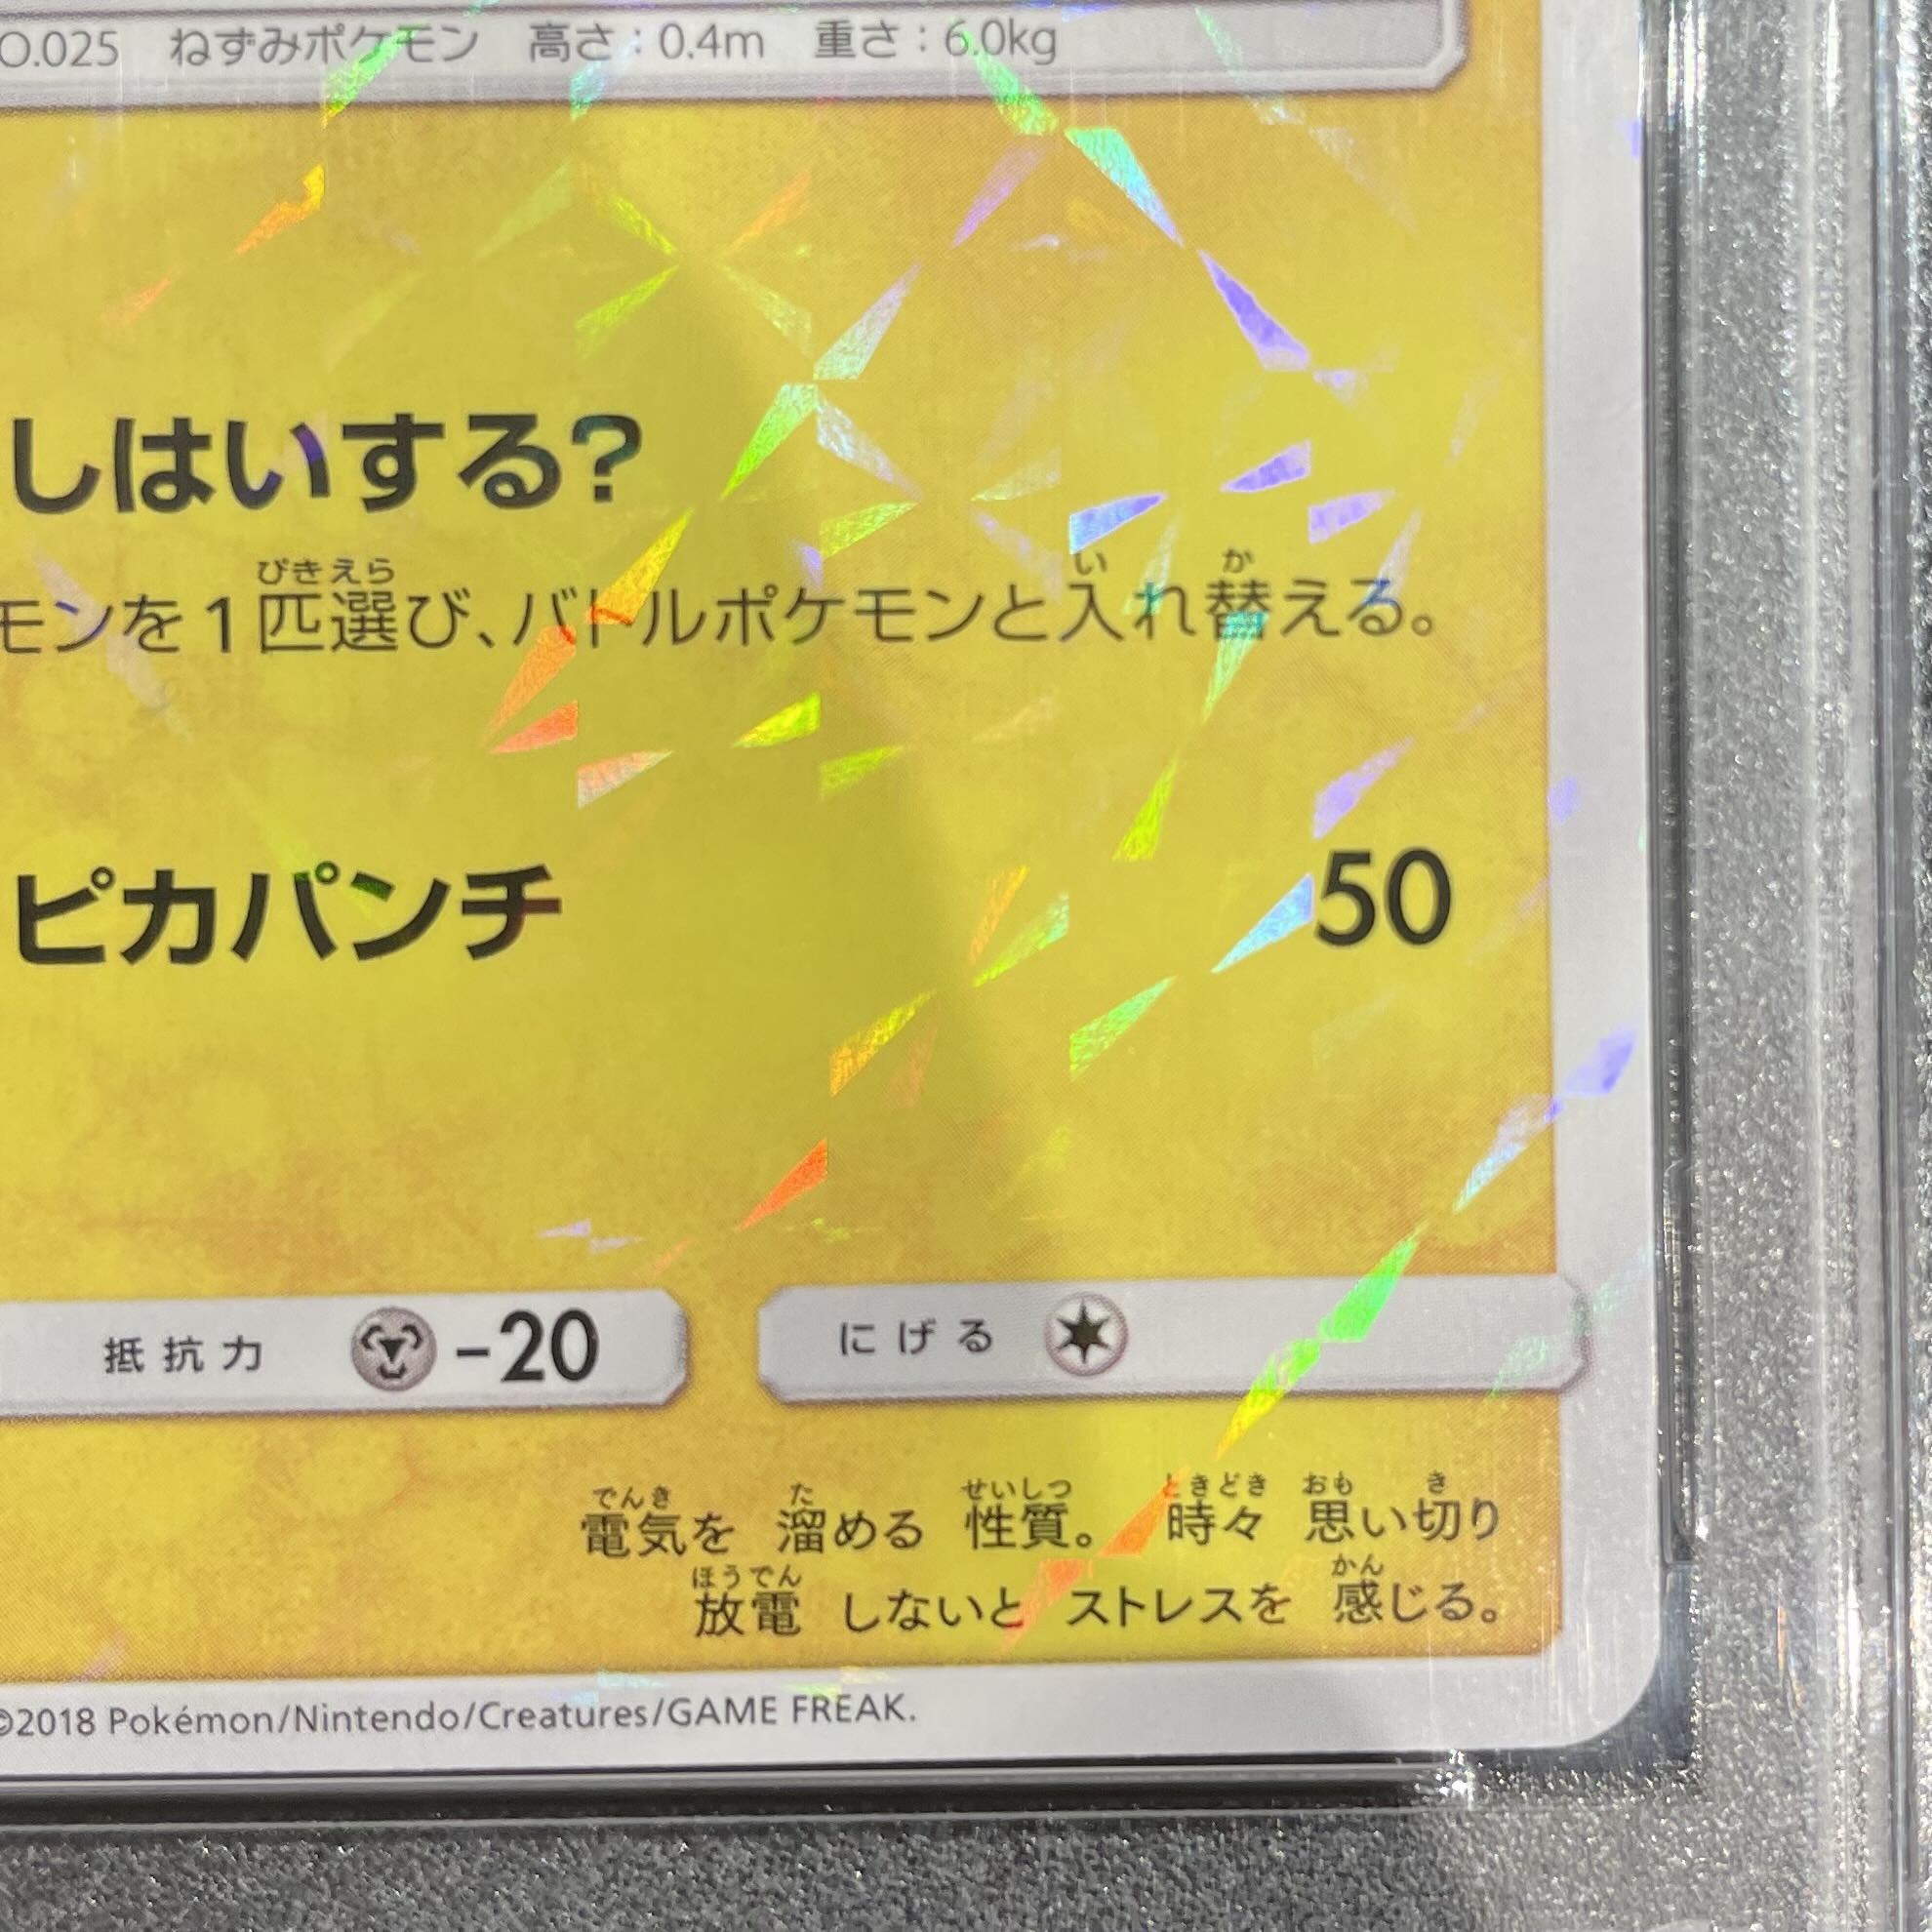 O.025 ねずみポケモン 高さ：0.4m 重さ：6.0kg
しはいする?
びきえら い か
モンを1匹選び、バトルポケモンと入れ替える。
ピカパンチ 50
抵抗力 -20 にげる
でんき た せいしつ ときどき おも き
電気を 溜める 性質。 時々 思い切り
ほうでん かん
放電 しないと ストレスを 感じる。
©2018 Pokémon/Nintendo/Creatures/GAME FREAK.